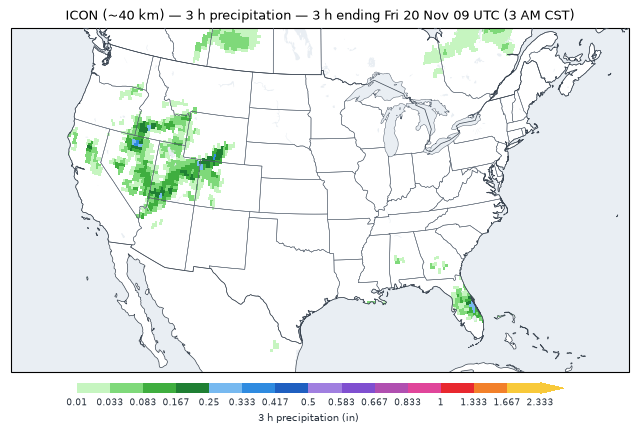 ICON (~40 km) — 3 h precipitation — 3 h ending Fri 20 Nov 09 UTC (3 AM CST)
0.01 0.033 0.083 0.167 0.25 0.333 0.417 0.5 0.583 0.667 0.833 1 1.333 1.667 2.333
3 h precipitation (in)